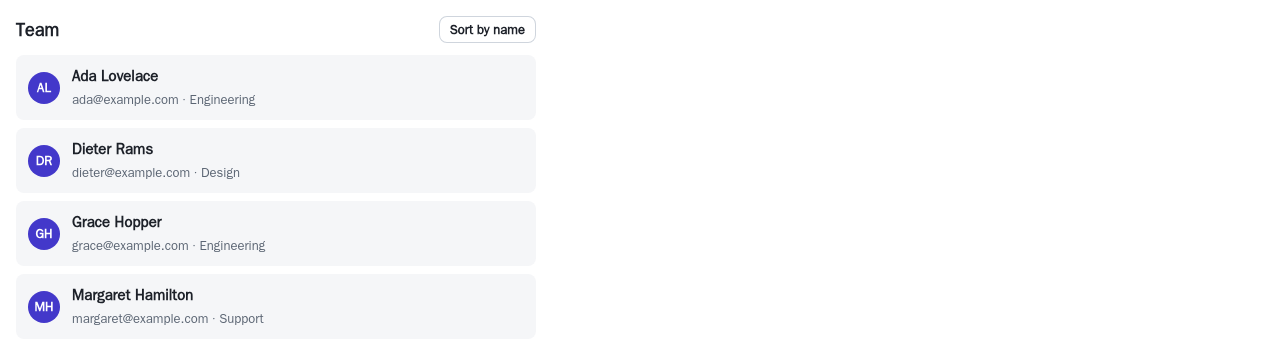 Team
Sort by name
AL
Ada Lovelace
ada@example.com · Engineering
DR
Dieter Rams
dieter@example.com · Design
GH
Grace Hopper
grace@example.com · Engineering
MH
Margaret Hamilton
margaret@example.com · Support